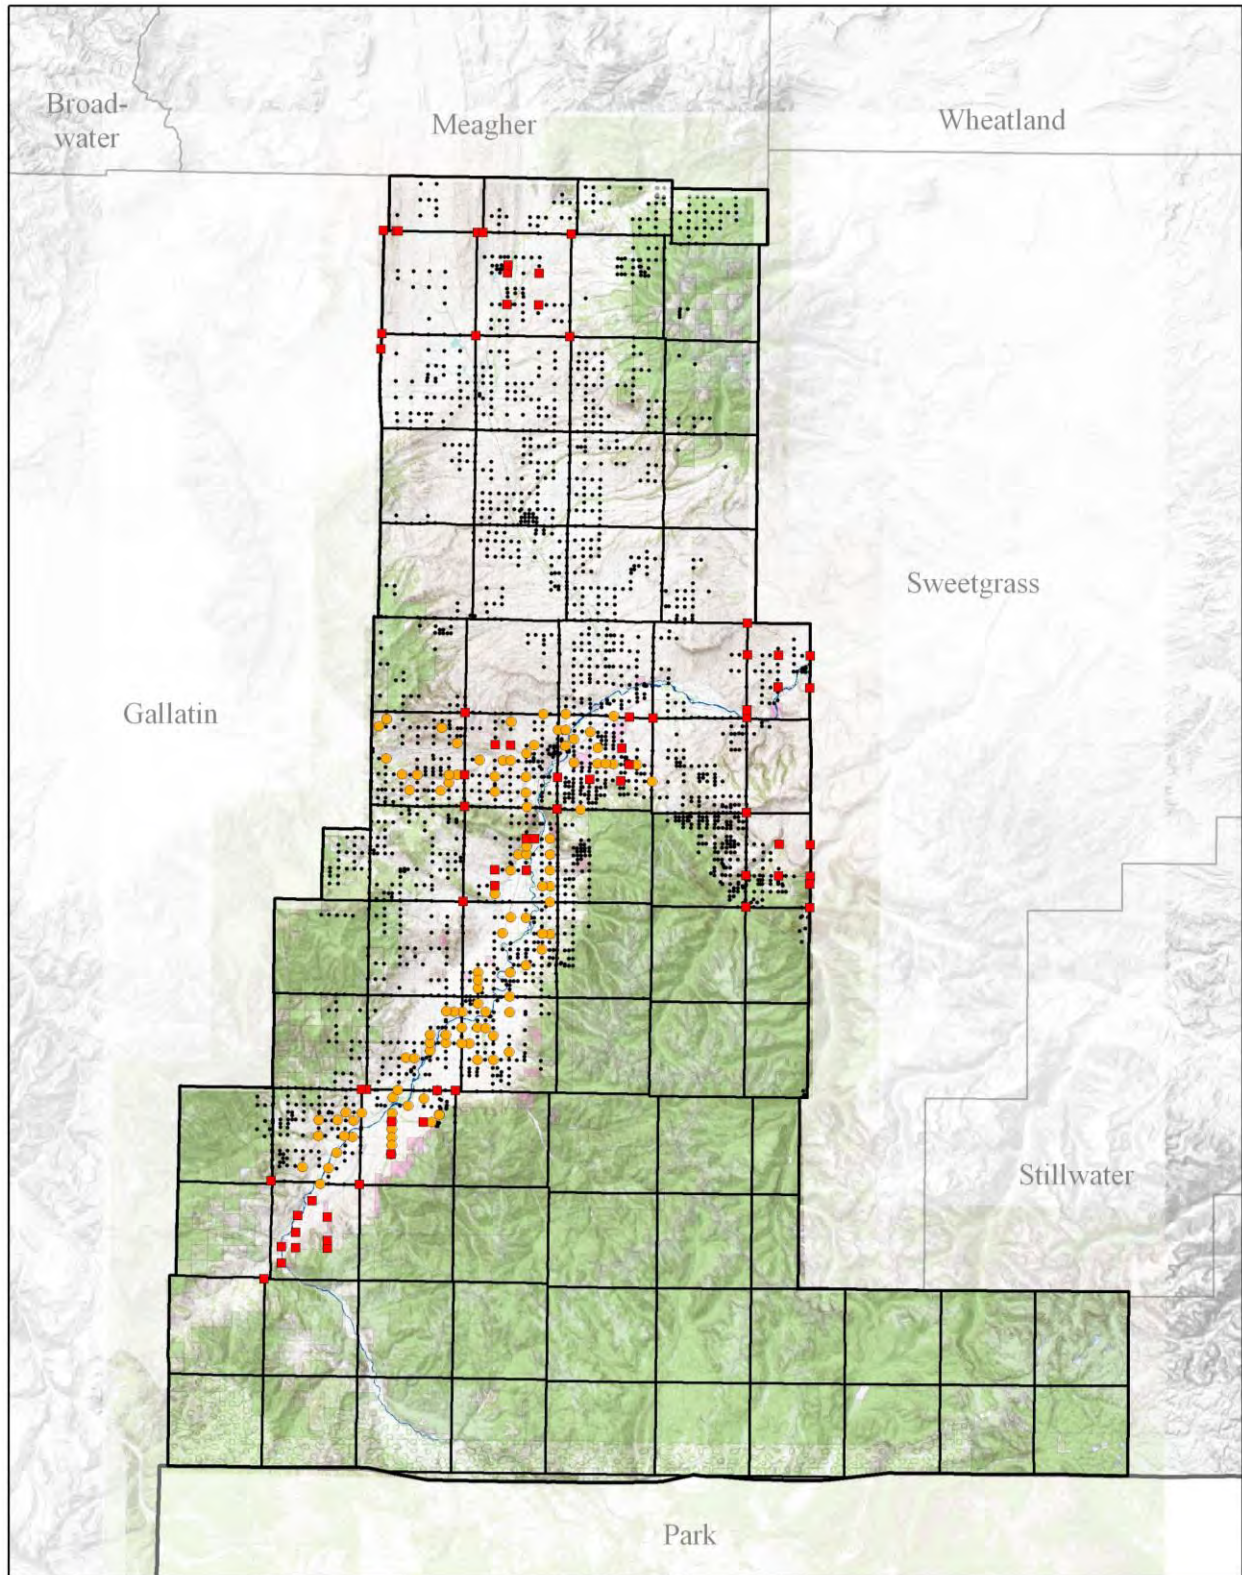 Broad-
water
Meagher
Wheatland
Sweetgrass
Gallatin
Stillwater
Park